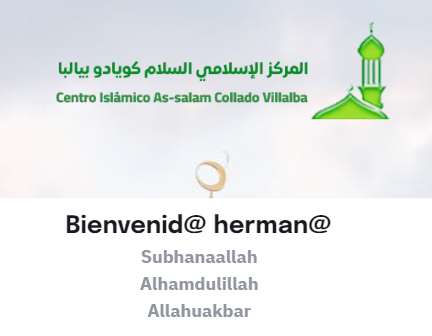 المركز الإسلامي السلام كويادو بيالبا
Centro Islámico As-salam Collado Villalba
Bienvenid@ herman@
Subhanaallah
Alhamdulillah
Allahuakbar